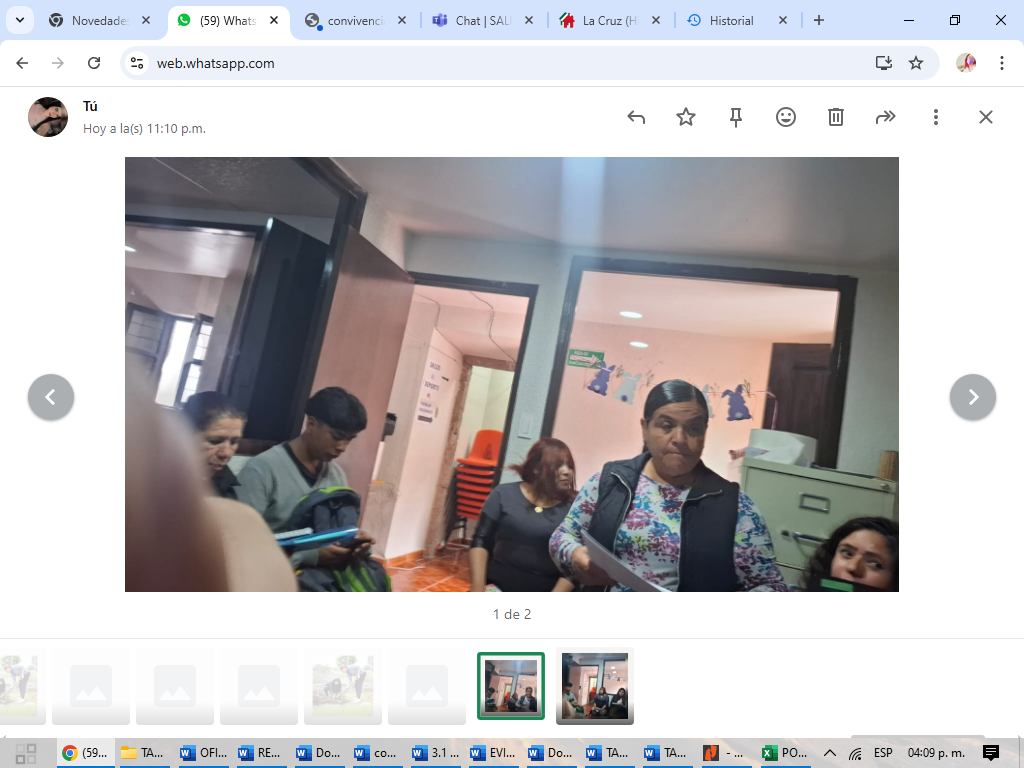 Novedades
(59) Whats
convivenci
Chat | SAL
La Cruz (H
Historial
web.whatsapp.com
Tú
Hoy a la(s) 11:10 p.m.
1 de 2
(59...
TA...
OFI...
RE...
Do...
co...
3.1 ...
EVI...
Do...
TA...
TA...
- ...
PO...
ESP
04:09 p. m.